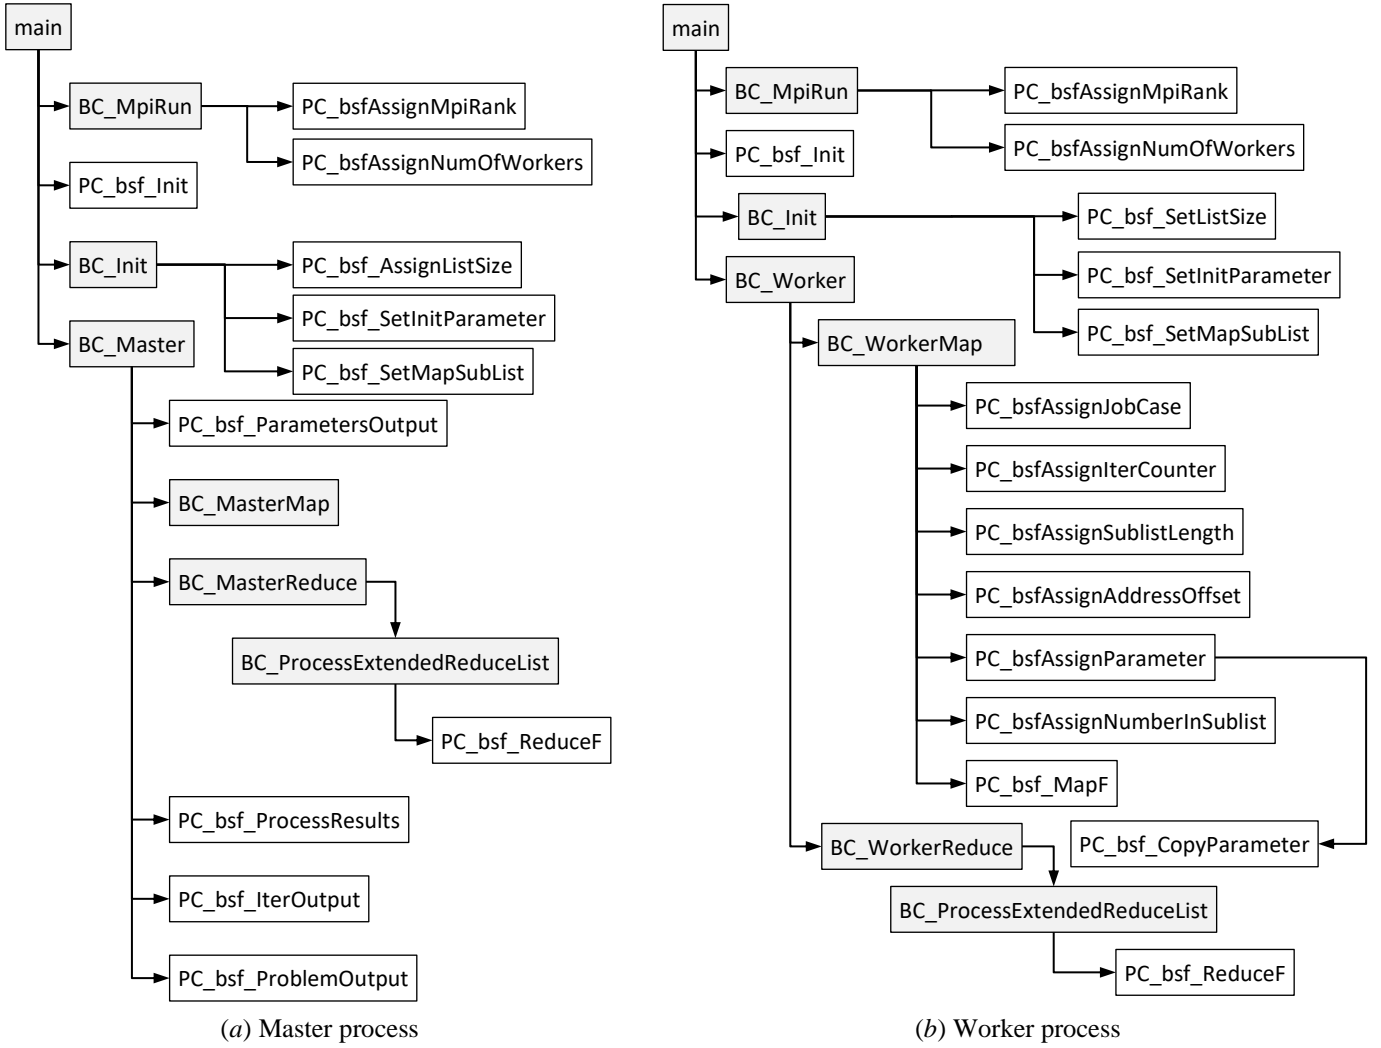 main
BC_MpiRun
PC_bsfAssignMpiRank
PC_bsfAssignNumOfWorkers
PC_bsf_Init
BC_Init
PC_bsf_AssignListSize
PC_bsf_SetInitParameter
PC_bsf_SetMapSubList
BC_Master
PC_bsf_ParametersOutput
BC_MasterMap
BC_MasterReduce
BC_ProcessExtendedReduceList
PC_bsf_ReduceF
PC_bsf_ProcessResults
PC_bsf_IterOutput
PC_bsf_ProblemOutput
(a) Master process
main
BC_MpiRun
PC_bsfAssignMpiRank
PC_bsfAssignNumOfWorkers
PC_bsf_Init
BC_Init
PC_bsf_SetListSize
PC_bsf_SetInitParameter
PC_bsf_SetMapSubList
BC_Worker
BC_WorkerMap
PC_bsfAssignJobCase
PC_bsfAssignIterCounter
PC_bsfAssignSublistLength
PC_bsfAssignAddressOffset
PC_bsfAssignParameter
PC_bsfAssignNumberInSublist
PC_bsf_MapF
PC_bsf_CopyParameter
BC_WorkerReduce
BC_ProcessExtendedReduceList
PC_bsf_ReduceF
(b) Worker process